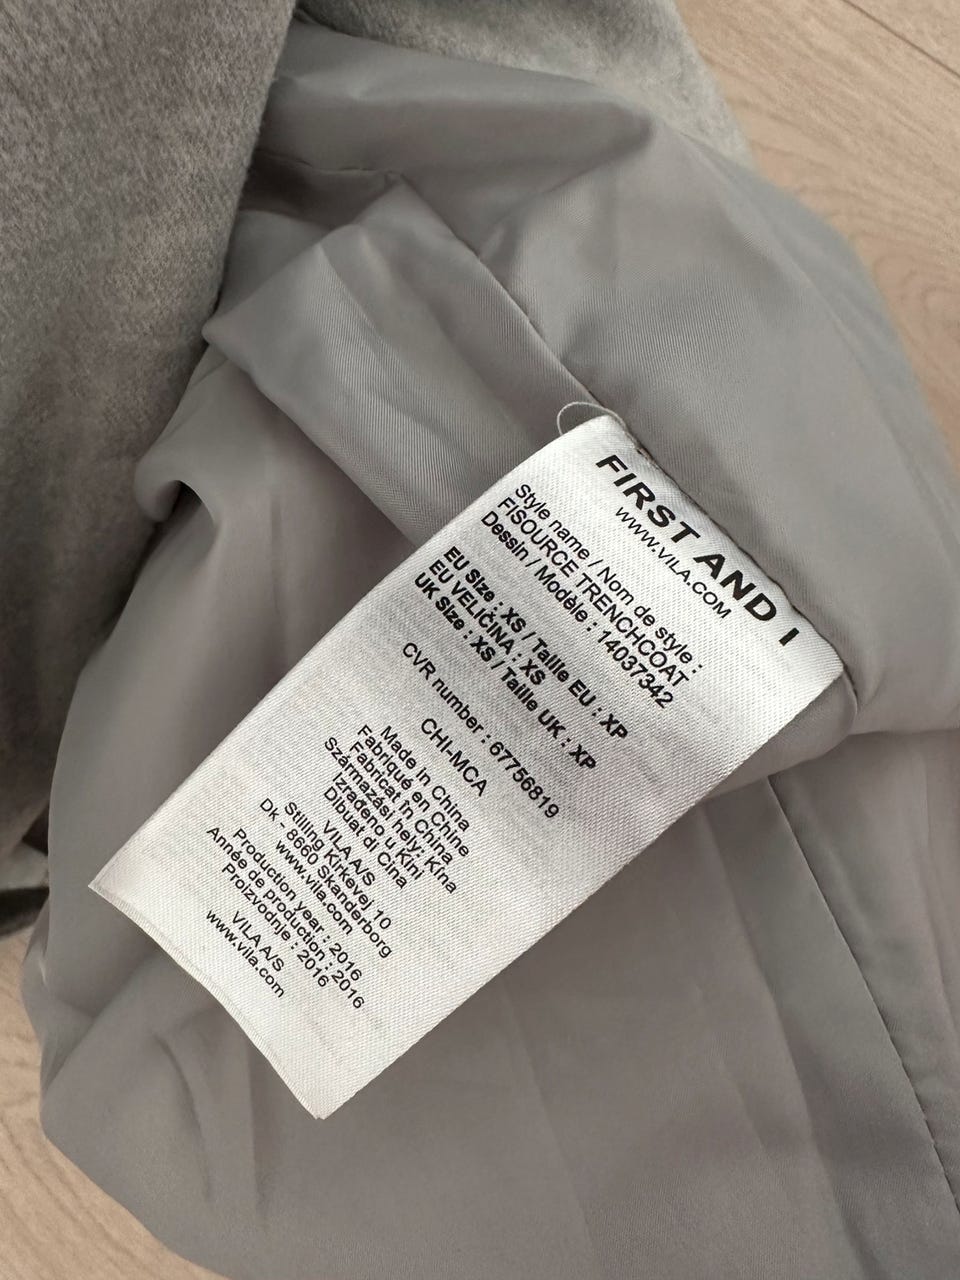 FIRST AND I
WWW.VILA.COM
Style name / Nom de style :
FISOURCE TRENCHCOAT
Dessin / Modèle : 14037342
EU Size : XS / Taille EU : XP
EU VELIČINA : XS
UK Size : XS / Taille UK : XP
CVR number : 67756819
CHI-MCA
Made in China
Fabriqué en Chine
Fabricat în China
Származási hely: Kína
Izrađeno u Kini
Dibuat di Cina
VILA A/S
Stilling Kirkevej 10
Dk - 8660 Skanderborg
www.vila.com
Production year : 2016
Année de production : 2016
Proizvodnje : 2016
VILA A/S
www.vila.com